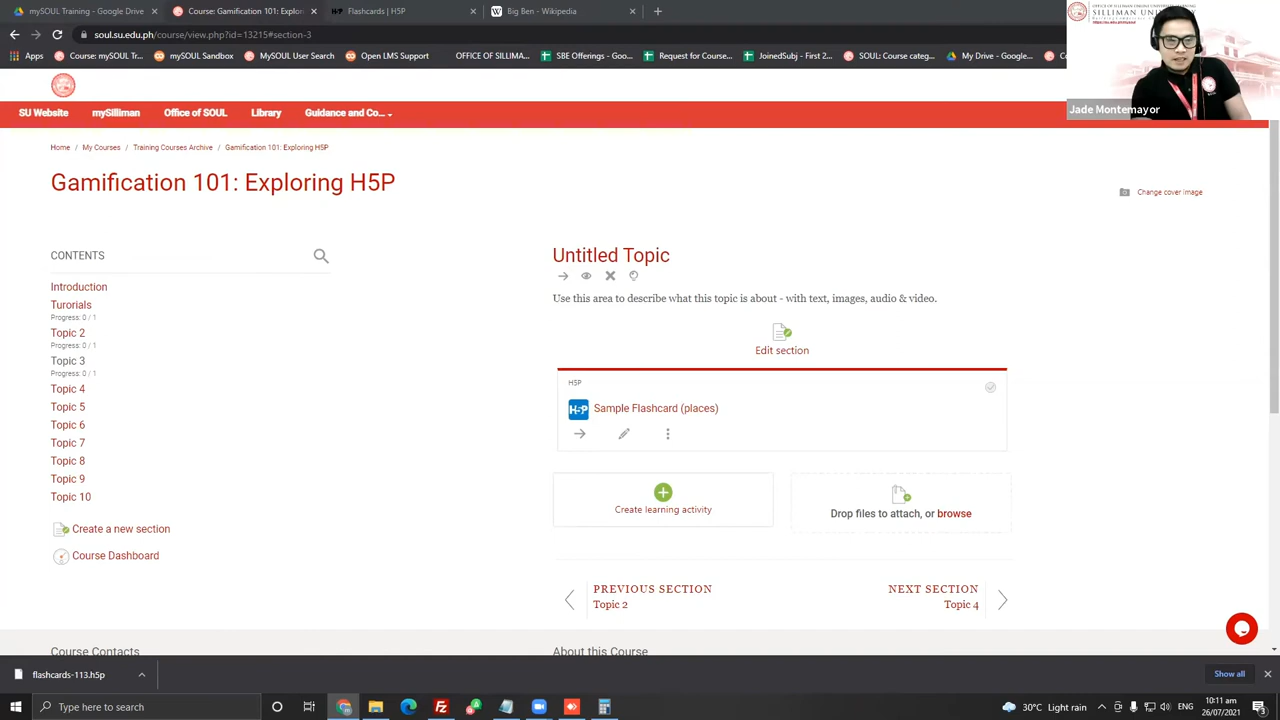 mySOUL Drive - Google Drive
Gamification 101: Explori
Flashcards | H5P
Big Ben - Wikipedia
soul.su.edu.ph/course/view.php?id=13215#section-3
Apps
Course: mySOUL Tr...
mySOUL Sandbox
MySOUL User Search
Open LMS Support
SBE Offerings - Goo...
Request for Course...
JoinedSubj - First 2...
SOUL: Course categ...
My Drive - Google...
SILLIMAN UN
Jade Montemayor
SU Website
mySilliman
Office of SOUL
Library
Guidance and Co...
Home / My Courses / Training Courses Archive / Gamification 101: Exploring H5P
Gamification 101: Exploring H5P
Change cover image
CONTENTS
Introduction
Turorials
Progress: 0 / 1
Topic 2
Progress: 0 / 1
Topic 3
Progress: 0 / 1
Topic 4
Topic 5
Topic 6
Topic 7
Topic 8
Topic 9
Topic 10
Create a new section
Course Dashboard
Untitled Topic
Use this area to describe what this topic is about - with text, images, audio & video.
Edit section
H5P
H5P
Sample Flashcard (places)
Create learning activity
Drop files to attach, or browse
PREVIOUS SECTION
Topic 2
NEXT SECTION
Topic 4
Course Contacts
About this Course
flashcards-113.h5p
Show all
Type here to search
30°C Light rain
10:11 am
26/07/2021